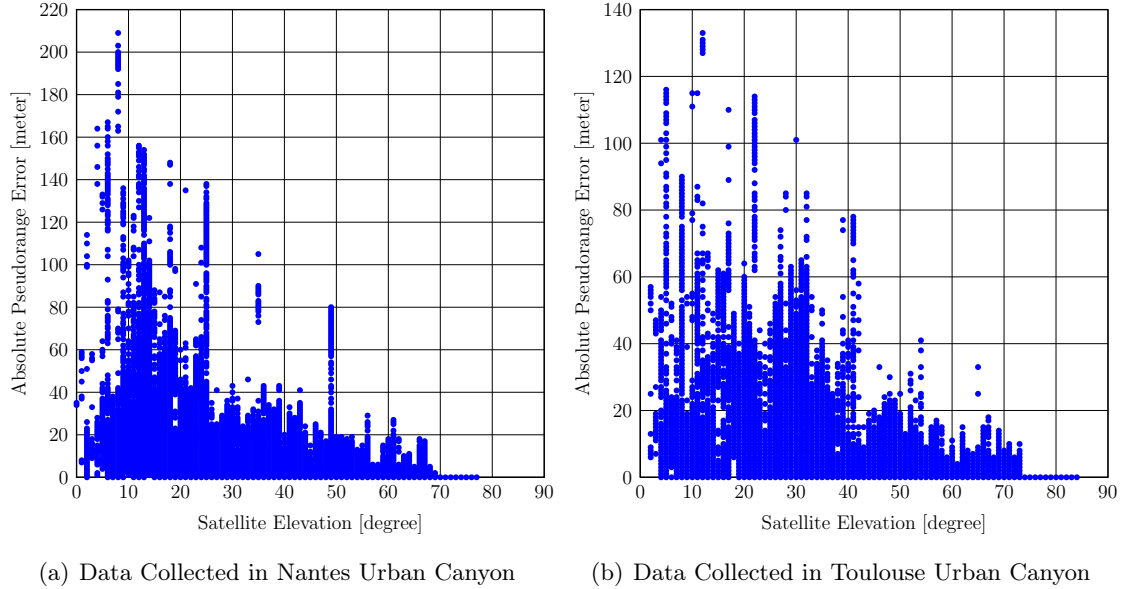 220
200
180
160
140
120
100
80
60
40
20
0
0 10 20 30 40 50 60 70 80 90
Absolute Pseudorange Error [meter]
Satellite Elevation [degree]
(a) Data Collected in Nantes Urban Canyon
140
120
100
80
60
40
20
0
0 10 20 30 40 50 60 70 80 90
Absolute Pseudorange Error [meter]
Satellite Elevation [degree]
(b) Data Collected in Toulouse Urban Canyon